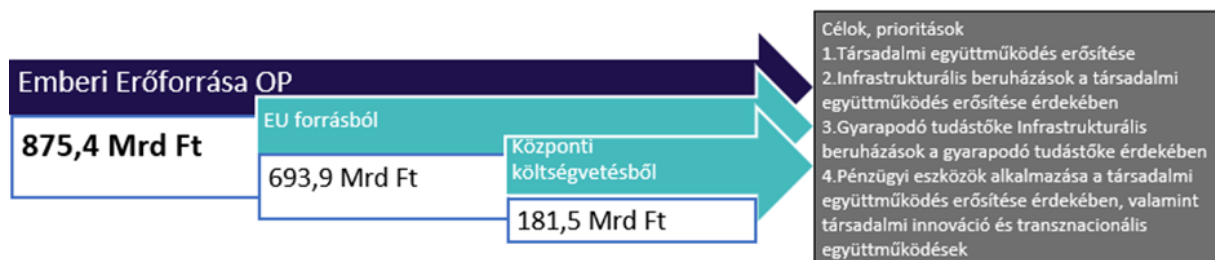 Emberi Erőforrása OP
875,4 Mrd Ft
EU forrásból
693,9 Mrd Ft
Központi
költségvetésből
181,5 Mrd Ft
Célok, prioritások
1.Társadalmi együttműködés erősítése
2.Infrastrukturális beruházások a társadalmi
együttműködés erősítése érdekében
3.Gyarapodó tudástőke Infrastrukturális
beruházások a gyarapodó tudástőke érdekében
4.Pénzügyi eszközök alkalmazása a társadalmi
együttműködés erősítése érdekében, valamint
társadalmi innováció és transznacionális
együttműködések